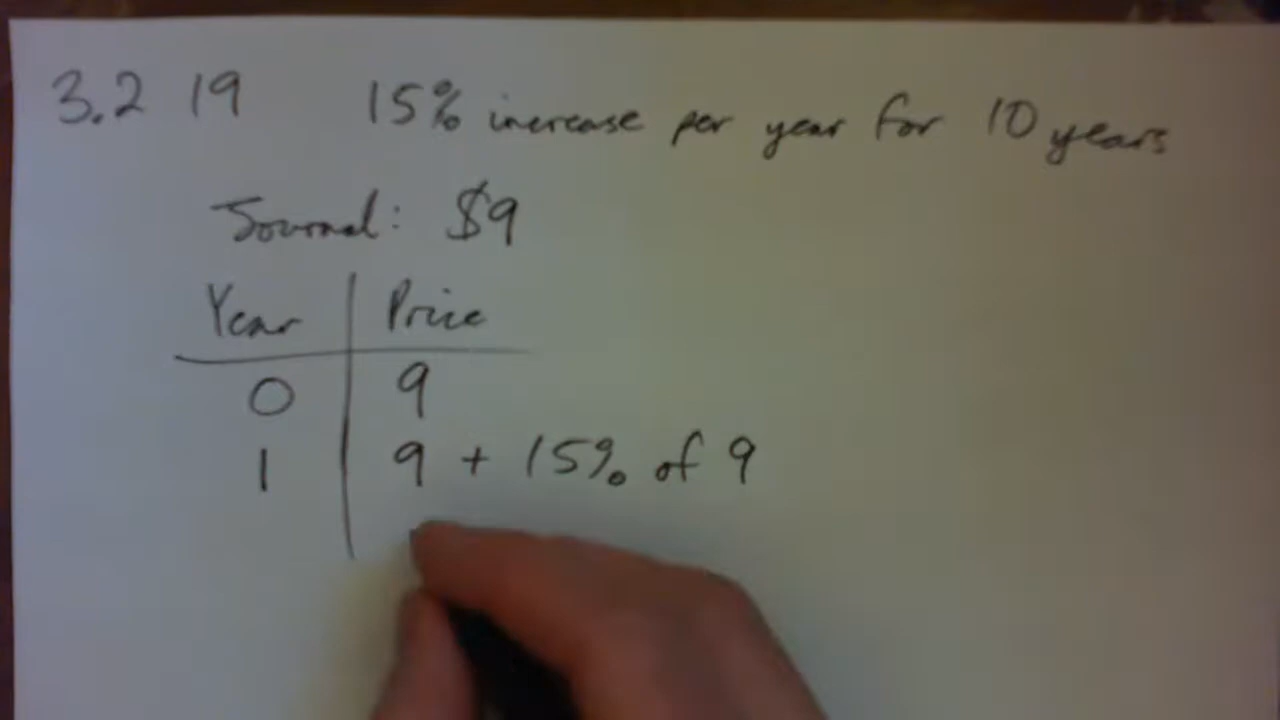 3.2 19 15% increase per year for 10 years
Journal: $9
Year Price
0 9
1 9 + 15% of 9